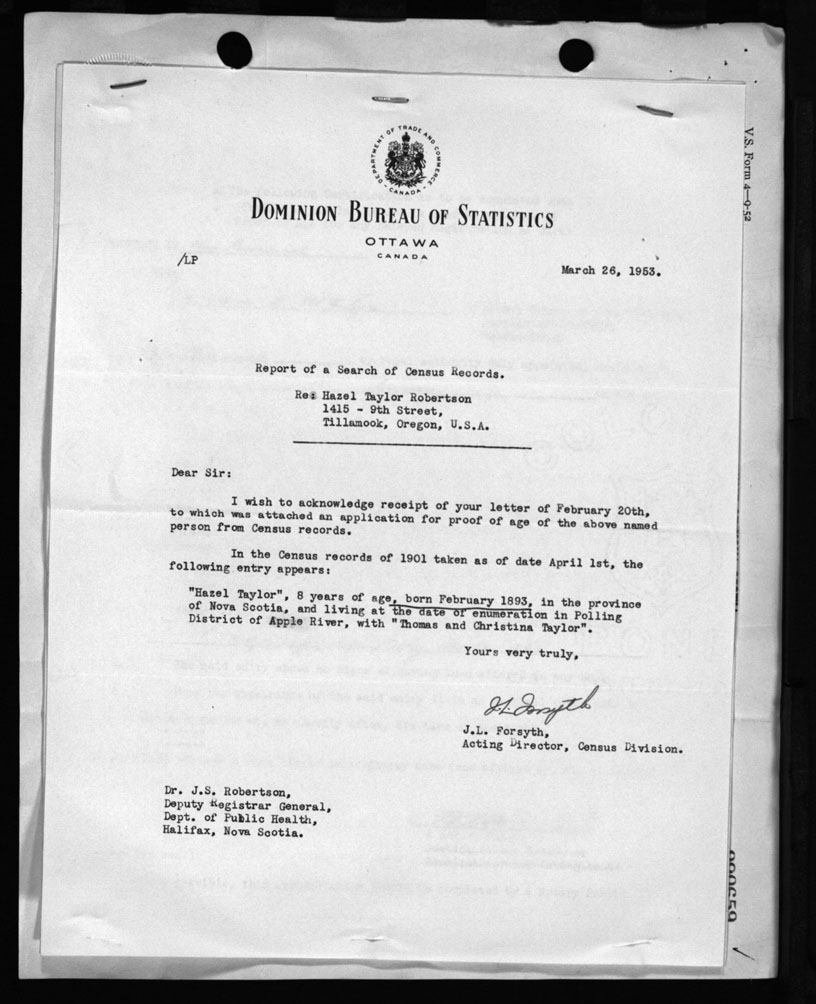 DEPARTMENT OF TRADE AND COMMERCE
CANADA
DOMINION BUREAU OF STATISTICS
OTTAWA
CANADA
/LP
March 26, 1953.
V.S. Form 4—9-52
Report of a Search of Census Records.
Re: Hazel Taylor Robertson
1415 - 9th Street,
Tillamook, Oregon, U.S.A.
Dear Sir:
I wish to acknowledge receipt of your letter of February 20th,
to which was attached an application for proof of age of the above named
person from Census records.
In the Census records of 1901 taken as of date April 1st, the
following entry appears:
"Hazel Taylor", 8 years of age, born February 1893, in the province
of Nova Scotia, and living at the date of enumeration in Polling
District of Apple River, with "Thomas and Christina Taylor".
Yours very truly,
J.L. Forsyth
J.L. Forsyth,
Acting Director, Census Division.
Dr. J.S. Robertson,
Deputy Registrar General,
Dept. of Public Health,
Halifax, Nova Scotia.